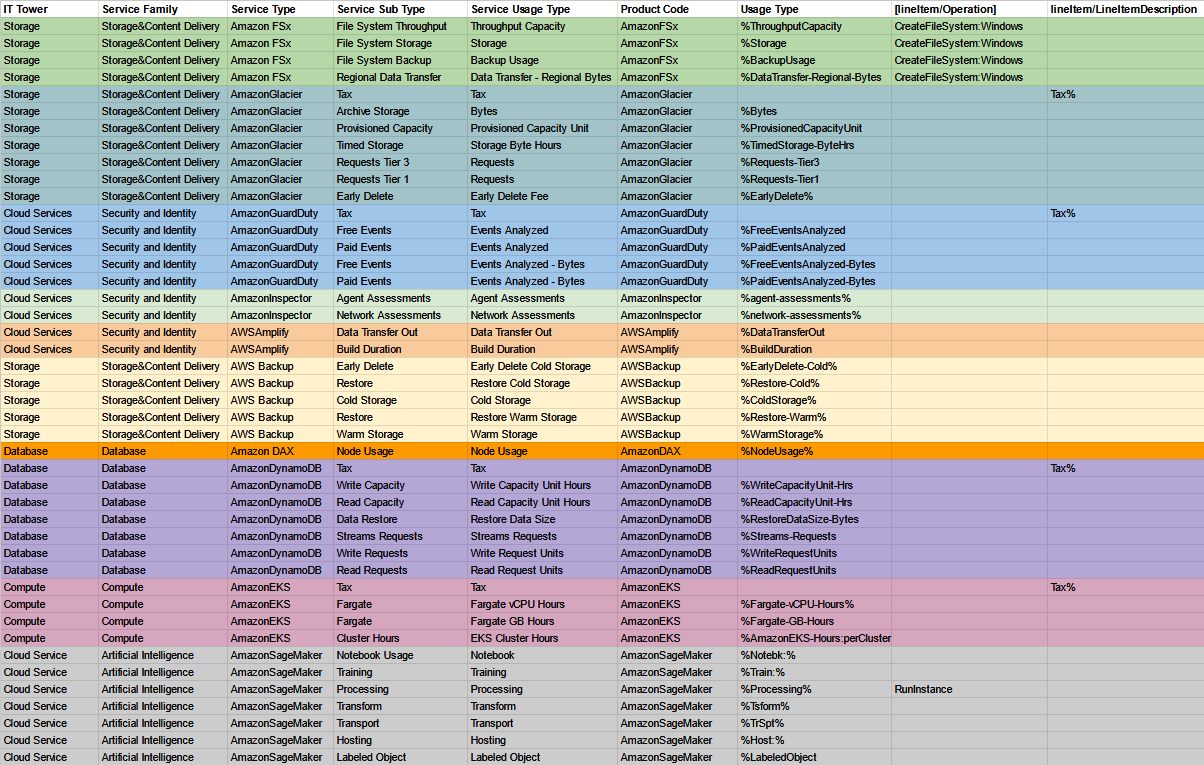 IT Tower Service Family Service Type Service Sub Type Service Usage Type Product Code Usage Type [lineItem/Operation] lineItem/LineItemDescription
Storage Storage&Content Delivery Amazon FSx File System Throughput Throughput Capacity AmazonFSx %ThroughputCapacity CreateFileSystem:Windows
Storage Storage&Content Delivery Amazon FSx File System Storage Storage AmazonFSx %Storage CreateFileSystem:Windows
Storage Storage&Content Delivery Amazon FSx File System Backup Backup Usage AmazonFSx %BackupUsage CreateFileSystem:Windows
Storage Storage&Content Delivery Amazon FSx Regional Data Transfer Data Transfer - Regional Bytes AmazonFSx %DataTransfer-Regional-Bytes CreateFileSystem:Windows
Storage Storage&Content Delivery AmazonGlacier Tax Tax AmazonGlacier Tax%
Storage Storage&Content Delivery AmazonGlacier Archive Storage Bytes AmazonGlacier %Bytes
Storage Storage&Content Delivery AmazonGlacier Provisioned Capacity Provisioned Capacity Unit AmazonGlacier %ProvisionedCapacityUnit
Storage Storage&Content Delivery AmazonGlacier Timed Storage Storage Byte Hours AmazonGlacier %TimedStorage-ByteHrs
Storage Storage&Content Delivery AmazonGlacier Requests Tier 3 Requests AmazonGlacier %Requests-Tier3
Storage Storage&Content Delivery AmazonGlacier Requests Tier 1 Requests AmazonGlacier %Requests-Tier1
Storage Storage&Content Delivery AmazonGlacier Early Delete Early Delete Fee AmazonGlacier %EarlyDelete%
Cloud Services Security and Identity AmazonGuardDuty Tax Tax AmazonGuardDuty Tax%
Cloud Services Security and Identity AmazonGuardDuty Free Events Events Analyzed AmazonGuardDuty %FreeEventsAnalyzed
Cloud Services Security and Identity AmazonGuardDuty Paid Events Events Analyzed AmazonGuardDuty %PaidEventsAnalyzed
Cloud Services Security and Identity AmazonGuardDuty Free Events Events Analyzed - Bytes AmazonGuardDuty %FreeEventsAnalyzed-Bytes
Cloud Services Security and Identity AmazonGuardDuty Paid Events Events Analyzed - Bytes AmazonGuardDuty %PaidEventsAnalyzed-Bytes
Cloud Services Security and Identity AmazonInspector Agent Assessments Agent Assessments AmazonInspector %agent-assessments%
Cloud Services Security and Identity AmazonInspector Network Assessments Network Assessments AmazonInspector %network-assessments%
Cloud Services Security and Identity AWSAmplify Data Transfer Out Data Transfer Out AWSAmplify %DataTransferOut
Cloud Services Security and Identity AWSAmplify Build Duration Build Duration AWSAmplify %BuildDuration
Storage Storage&Content Delivery AWS Backup Early Delete Early Delete Cold Storage AWSBackup %EarlyDelete-Cold%
Storage Storage&Content Delivery AWS Backup Restore Restore Cold Storage AWSBackup %Restore-Cold%
Storage Storage&Content Delivery AWS Backup Cold Storage Cold Storage AWSBackup %ColdStorage%
Storage Storage&Content Delivery AWS Backup Restore Restore Warm Storage AWSBackup %Restore-Warm%
Storage Storage&Content Delivery AWS Backup Warm Storage Warm Storage AWSBackup %WarmStorage%
Database Database Amazon DAX Node Usage Node Usage AmazonDAX %NodeUsage%
Database Database AmazonDynamoDB Tax Tax AmazonDynamoDB Tax%
Database Database AmazonDynamoDB Write Capacity Write Capacity Unit Hours AmazonDynamoDB %WriteCapacityUnit-Hrs
Database Database AmazonDynamoDB Read Capacity Read Capacity Unit Hours AmazonDynamoDB %ReadCapacityUnit-Hrs
Database Database AmazonDynamoDB Data Restore Restore Data Size AmazonDynamoDB %RestoreDataSize-Bytes
Database Database AmazonDynamoDB Streams Requests Streams Requests AmazonDynamoDB %Streams-Requests
Database Database AmazonDynamoDB Write Requests Write Request Units AmazonDynamoDB %WriteRequestUnits
Database Database AmazonDynamoDB Read Requests Read Request Units AmazonDynamoDB %ReadRequestUnits
Compute Compute AmazonEKS Tax Tax AmazonEKS Tax%
Compute Compute AmazonEKS Fargate Fargate vCPU Hours AmazonEKS %Fargate-vCPU-Hours%
Compute Compute AmazonEKS Fargate Fargate GB Hours AmazonEKS %Fargate-GB-Hours
Compute Compute AmazonEKS Cluster Hours EKS Cluster Hours AmazonEKS %AmazonEKS-Hours:perCluster
Cloud Service Artificial Intelligence AmazonSageMaker Notebook Usage Notebook AmazonSageMaker %Notebk:%
Cloud Service Artificial Intelligence AmazonSageMaker Training Training AmazonSageMaker %Train:%
Cloud Service Artificial Intelligence AmazonSageMaker Processing Processing AmazonSageMaker %Processing% RunInstance
Cloud Service Artificial Intelligence AmazonSageMaker Transform Transform AmazonSageMaker %Tsform%
Cloud Service Artificial Intelligence AmazonSageMaker Transport Transport AmazonSageMaker %TrSpt%
Cloud Service Artificial Intelligence AmazonSageMaker Hosting Hosting AmazonSageMaker %Host:%
Cloud Service Artificial Intelligence AmazonSageMaker Labeled Object Labeled Object AmazonSageMaker %LabeledObject